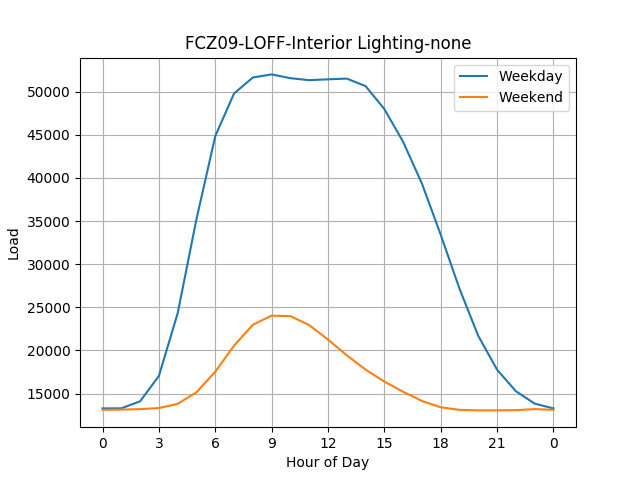 FCZ09-LOFF-Interior Lighting-none
Weekday
Weekend
Load
50000
45000
40000
35000
30000
25000
20000
15000
0 3 6 9 12 15 18 21 0
Hour of Day